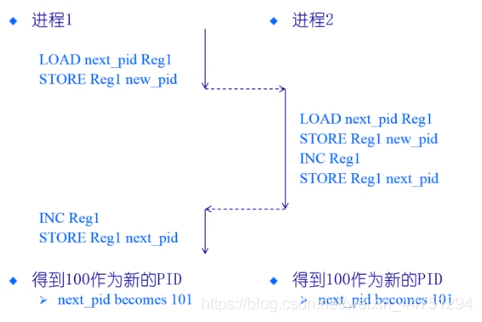 进程1
进程2
LOAD next_pid Reg1
STORE Reg1 new_pid
LOAD next_pid Reg1
STORE Reg1 new_pid
INC Reg1
STORE Reg1 next_pid
INC Reg1
STORE Reg1 next_pid
得到100作为新的PID
next_pid becomes 101
得到100作为新的PID
next_pid becomes 101
https://blog.csdn.net/